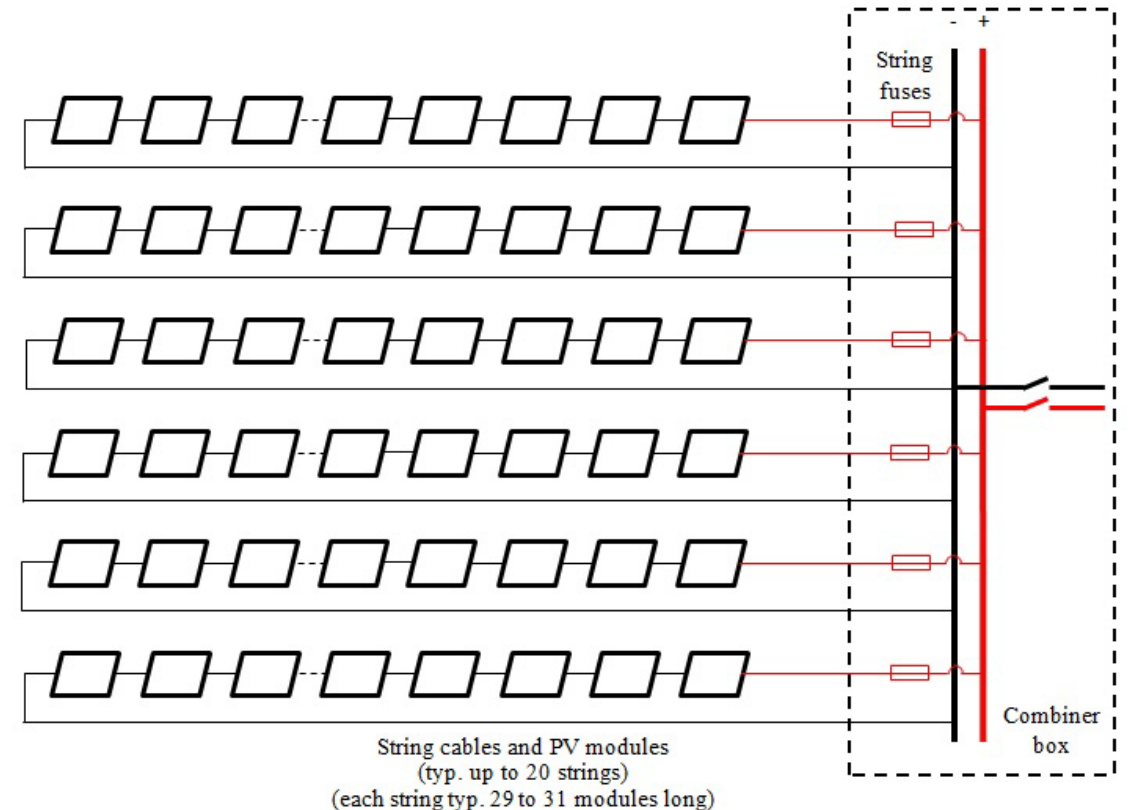 - +
String
fuses
Combiner
box
String cables and PV modules
(typ. up to 20 strings)
(each string typ. 29 to 31 modules long)